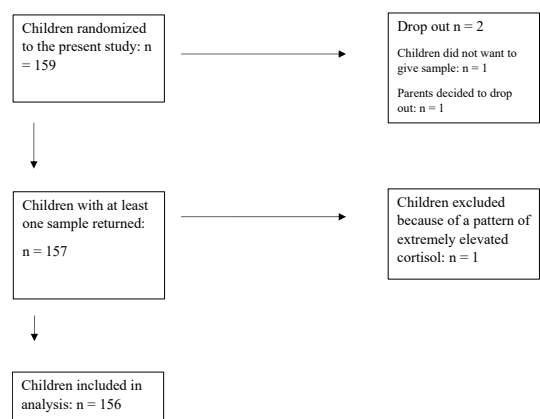 Children randomized
to the present study: n
= 159
Drop out n = 2
Children did not want to
give sample: n = 1
Parents decided to drop
out: n = 1
Children with at least
one sample returned:
n = 157
Children excluded
because of a pattern of
extremely elevated
cortisol: n = 1
Children included in
analysis: n = 156